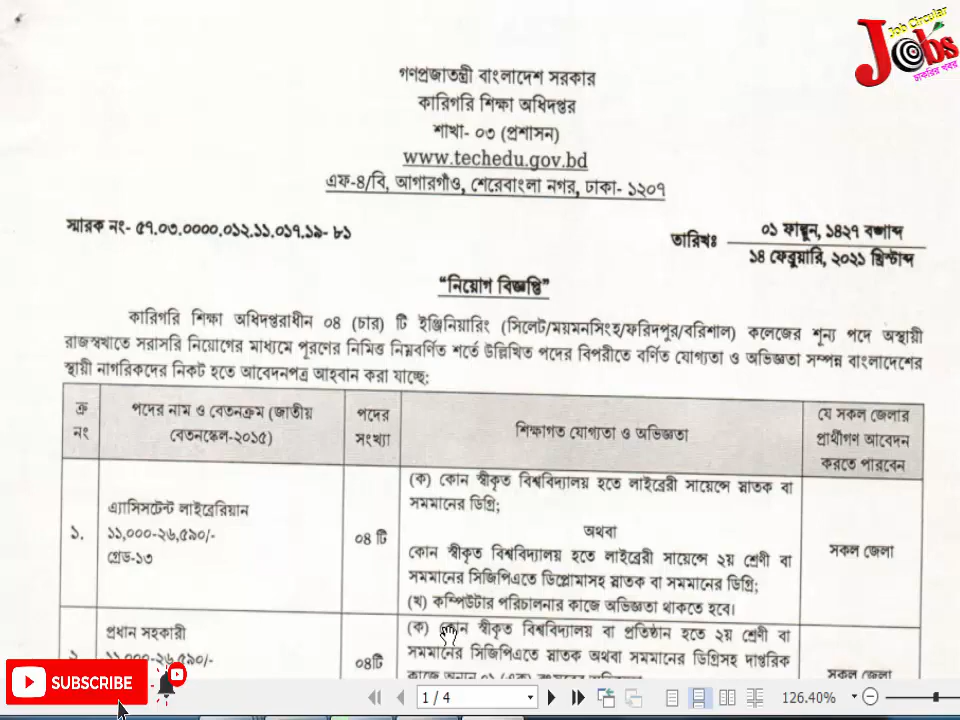 Job Circular
Jobs
চাকরির খবর
গণপ্রজাতন্ত্রী বাংলাদেশ সরকার
কারিগরি শিক্ষা অধিদপ্তর
শাখা- ০৩ (প্রশাসন)
www.techedu.gov.bd
এফ-৪/বি, আগারগাঁও, শেরেবাংলা নগর, ঢাকা- ১২০৭
স্মারক নং- ৫৭.০৩.০০০০.০১২.১১.০১৭.১৯- ৮১
তারিখঃ ০১ ফাল্গুন, ১৪২৭ বঙ্গাব্দ
১৪ ফেব্রুয়ারি, ২০২১ খ্রিস্টাব্দ
“নিয়োগ বিজ্ঞপ্তি”
কারিগরি শিক্ষা অধিদপ্তরাধীন ০৪ (চার) টি ইঞ্জিনিয়ারিং (সিলেট/ময়মনসিংহ/ফরিদপুর/বরিশাল) কলেজের শূন্য পদে অস্থায়ী
রাজস্বখাতে সরাসরি নিয়োগের মাধ্যমে পূরণের নিমিত্ত নিম্নবর্ণিত শর্তে উল্লিখিত পদের বিপরীতে বর্ণিত যোগ্যতা ও অভিজ্ঞতা সম্পন্ন বাংলাদেশের
স্থায়ী নাগরিকদের নিকট হতে আবেদনপত্র আহবান করা যাচ্ছে:
ক্র নং
পদের নাম ও বেতনক্রম (জাতীয়
বেতনস্কেল-২০১৫)
পদের
সংখ্যা
শিক্ষাগত যোগ্যতা ও অভিজ্ঞতা
যে সকল জেলার
প্রার্থীগণ আবেদন
করতে পারবেন
১.
এ্যাসিসটেন্ট লাইব্রেরিয়ান
১১,০০০-২৬,৫৯০/-
গ্রেড-১৩
০৪ টি
(ক) কোন স্বীকৃত বিশ্ববিদ্যালয় হতে লাইব্রেরী সায়েন্সে স্নাতক বা
সমমানের ডিগ্রি;
অথবা
কোন স্বীকৃত বিশ্ববিদ্যালয় হতে লাইব্রেরী সায়েন্সে ২য় শ্রেণী বা
সমমানের সিজিপিএতে ডিপ্লোমাসহ স্নাতক বা সমমানের ডিগ্রি;
(খ) কম্পিউটার পরিচালনার কাজে অভিজ্ঞতা থাকতে হবে।
সকল জেলা
প্রধান সহকারী
১১,০০০-২৬,৫৯০/-
০৪টি
(ক) কোন স্বীকৃত বিশ্ববিদ্যালয় বা প্রতিষ্ঠান হতে ২য় শ্রেণী বা
সমমানের সিজিপিএতে স্নাতক অথবা সমমানের ডিগ্রিসহ দাপ্তরিক
সকল জেলা
SUBSCRIBE
1 / 4
126.40%